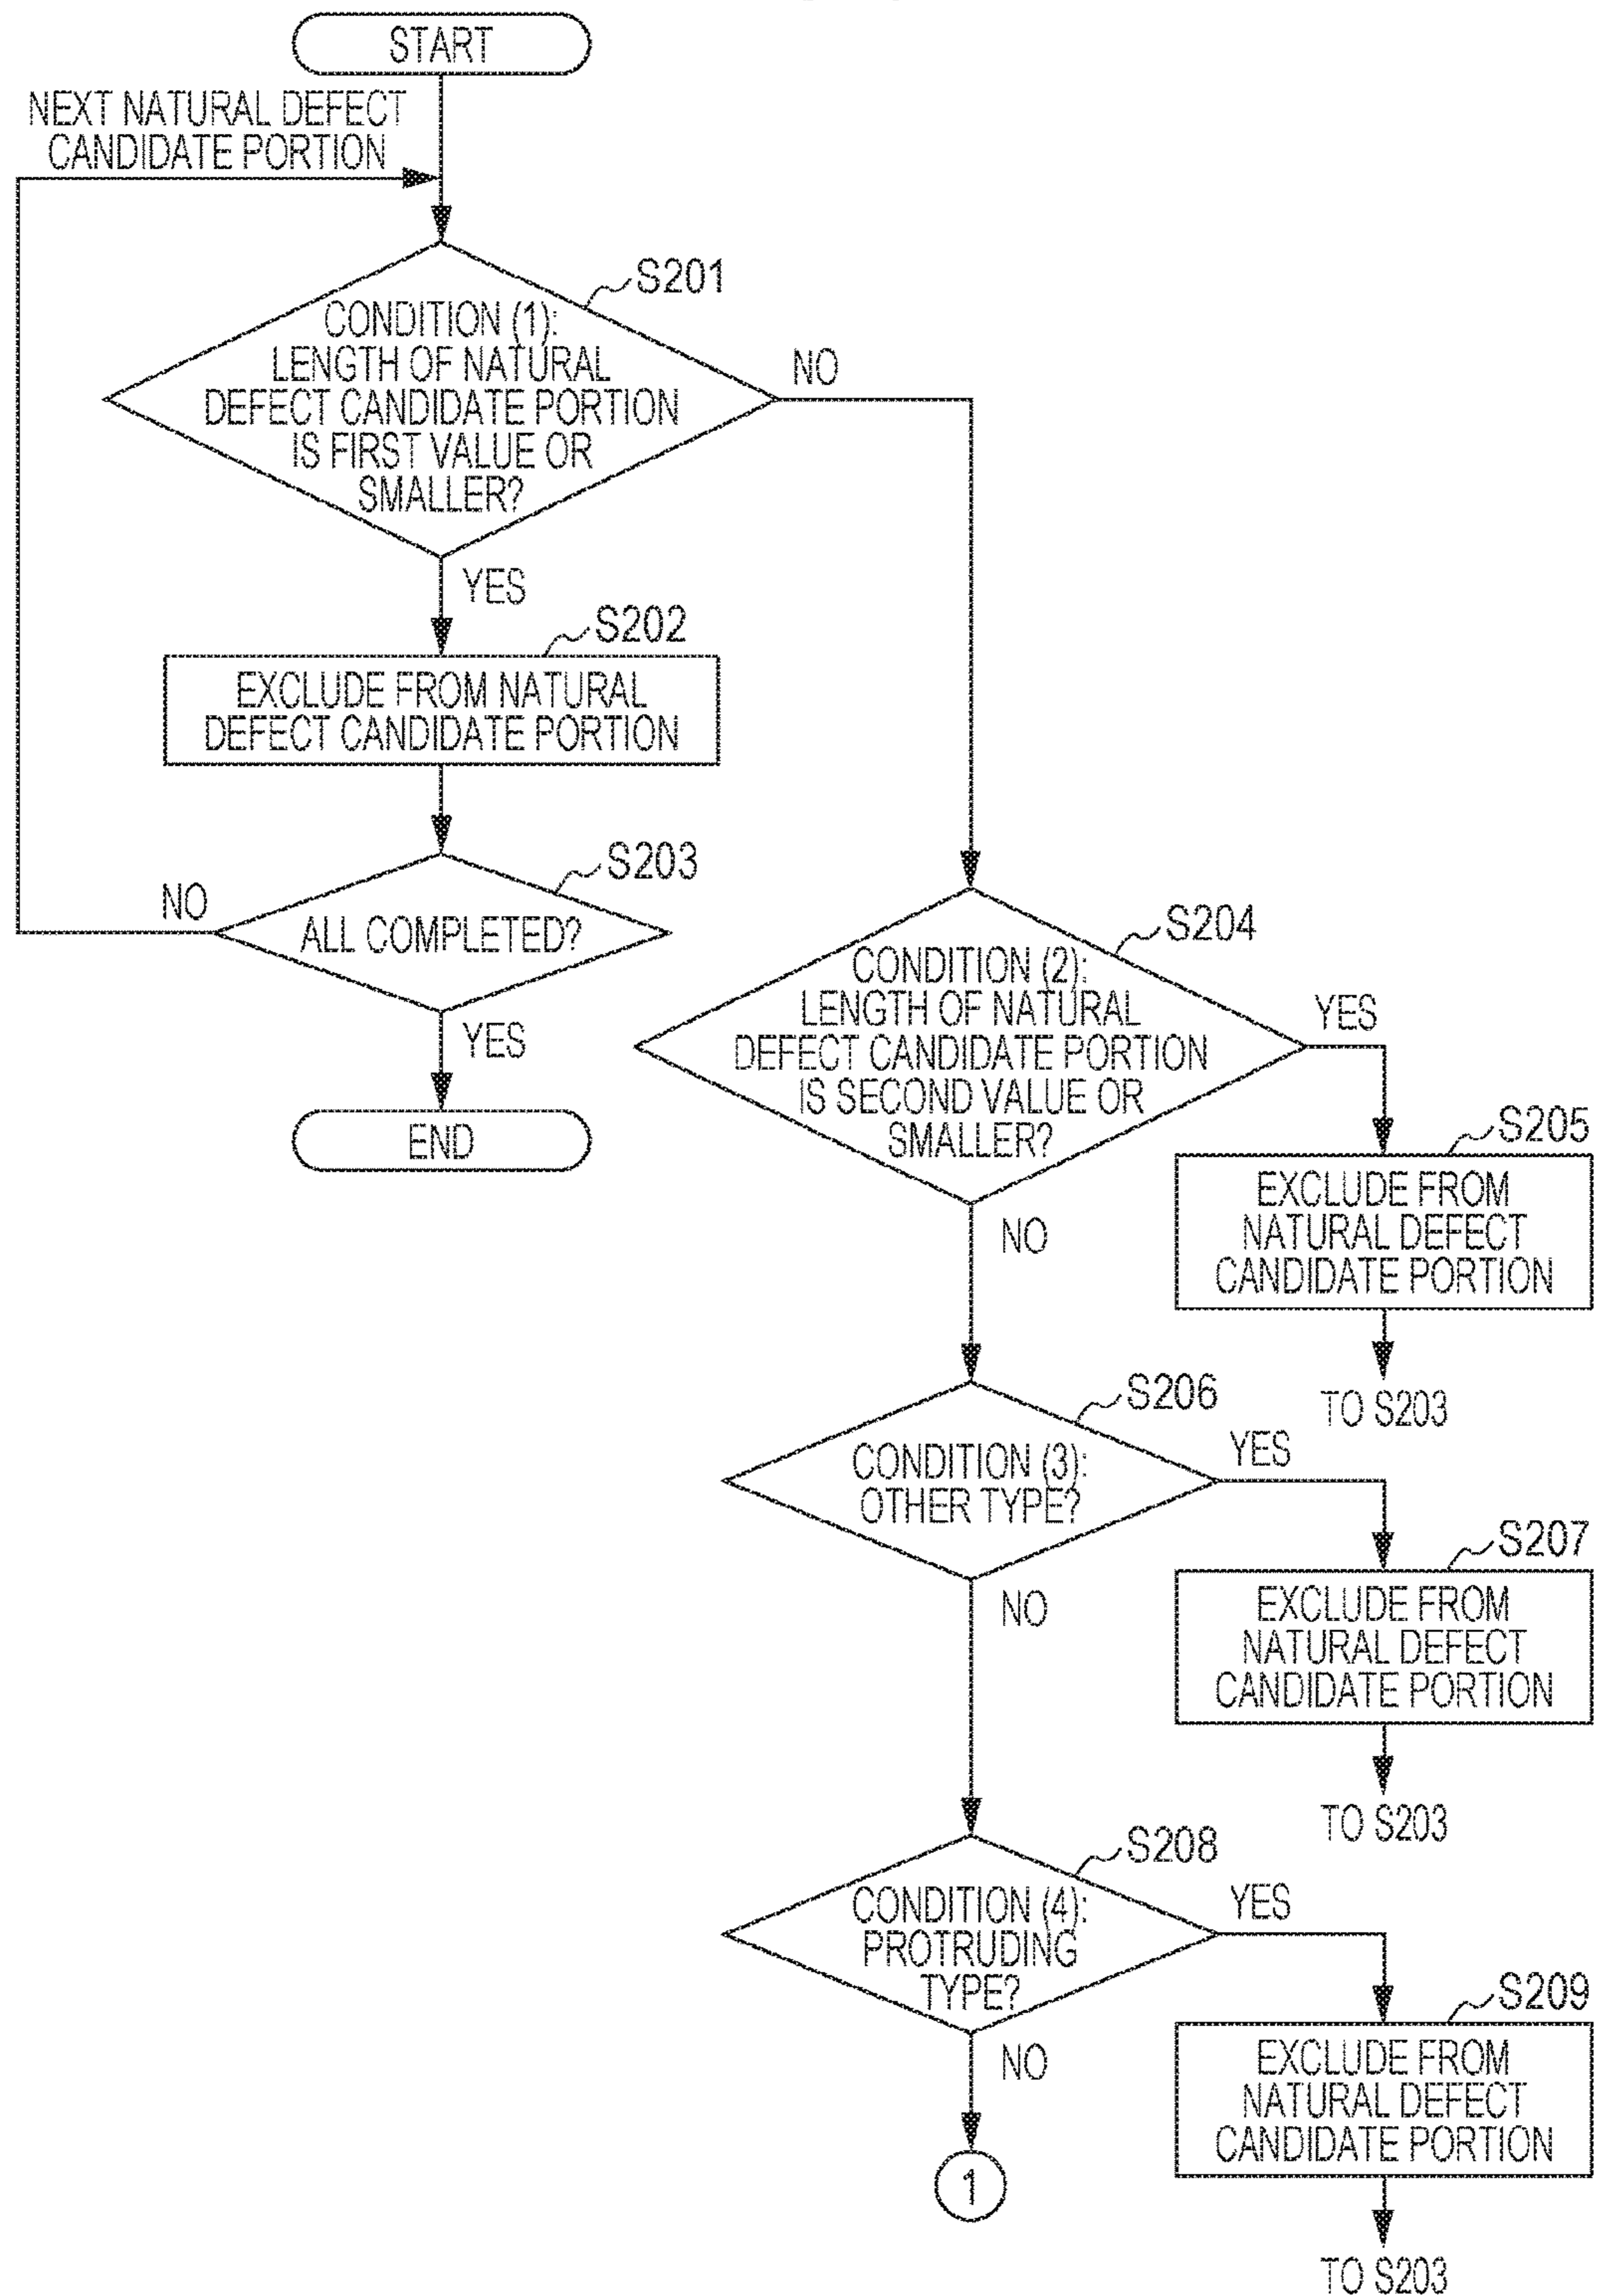 START
NEXT NATURAL DEFECT
CANDIDATE PORTION
S201
CONDITION (1):
LENGTH OF NATURAL
DEFECT CANDIDATE PORTION
IS FIRST VALUE OR
SMALLER?
NO
YES
S202
EXCLUDE FROM NATURAL
DEFECT CANDIDATE PORTION
S203
ALL COMPLETED?
NO
YES
END
S204
CONDITION (2):
LENGTH OF NATURAL
DEFECT CANDIDATE PORTION
IS SECOND VALUE OR
SMALLER?
YES
NO
S205
EXCLUDE FROM
NATURAL DEFECT
CANDIDATE PORTION
TO S203
S206
CONDITION (3):
OTHER TYPE?
YES
NO
S207
EXCLUDE FROM
NATURAL DEFECT
CANDIDATE PORTION
TO S203
S208
CONDITION (4):
PROTRUDING
TYPE?
YES
NO
S209
EXCLUDE FROM
NATURAL DEFECT
CANDIDATE PORTION
TO S203
1